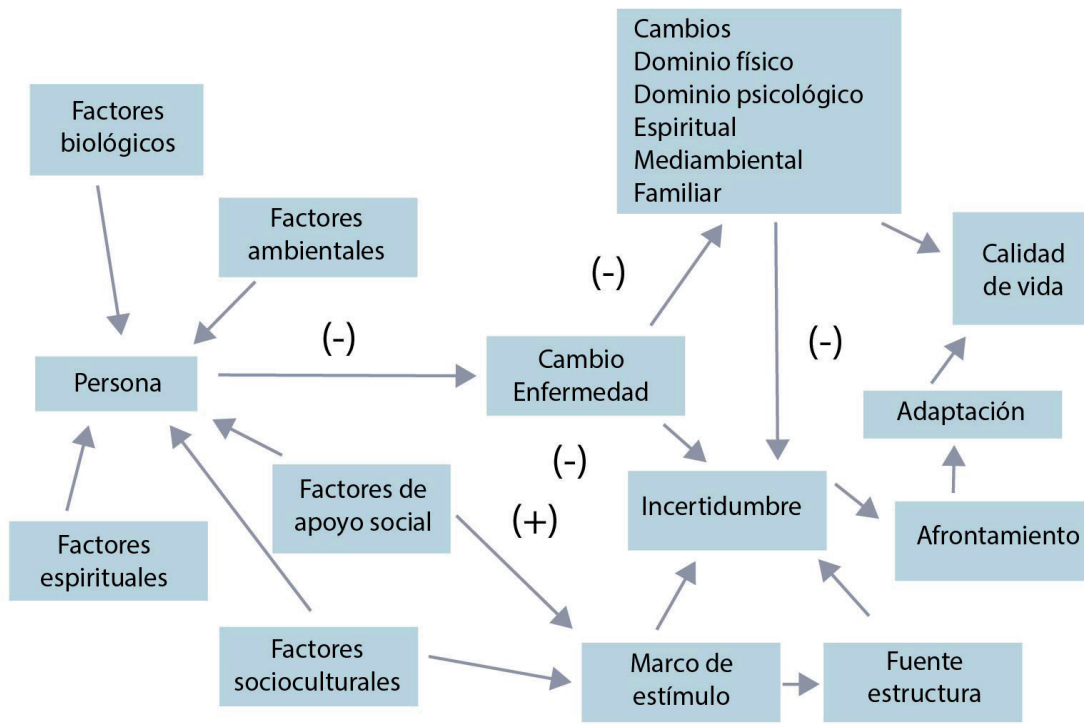 Cambios
Dominio físico
Dominio psicológico
Espiritual
Mediambiental
Familiar
Factores
biológicos
Factores
ambientales
Calidad
de vida
(-)
(-)
(-)
Persona
Cambio
Enfermedad
Adaptación
(-)
Factores de
apoyo social
(+)
Incertidumbre
Afrontamiento
Factores
espirituales
Factores
socioculturales
Marco de
estímulo
Fuente
estructura